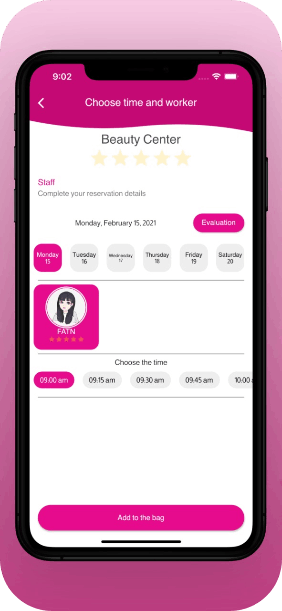 9:02
Choose time and worker
Beauty Center
Staff
Complete your reservation details
Monday, February 15, 2021
Evaluation
Monday Tuesday Wednesday Thursday Friday Saturday
15 16 17 18 19 20
FATN
Choose the time
09:00 am 09:15 am 09:30 am 09:45 am 10:00
Add to the bag